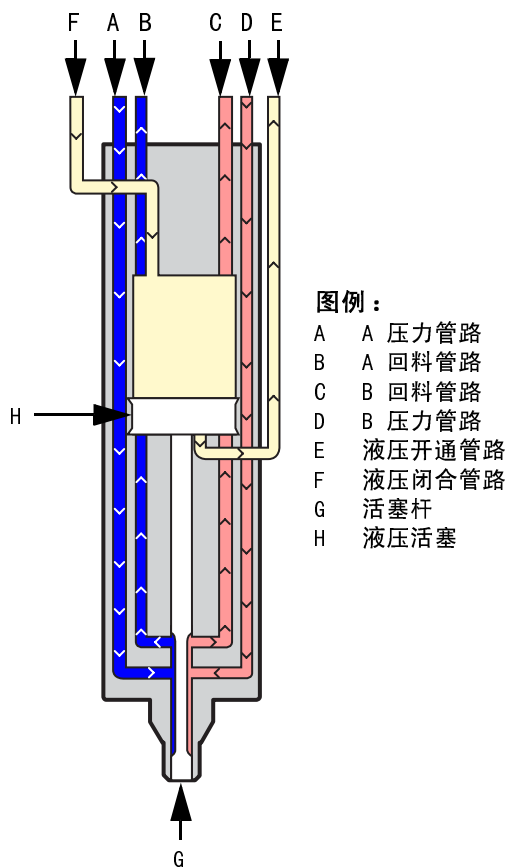 F A B C D E
H
图例：
A A 压力管路
B A 回料管路
C B 回料管路
D B 压力管路
E 液压开通管路
F 液压闭合管路
G 活塞杆
H 液压活塞
G